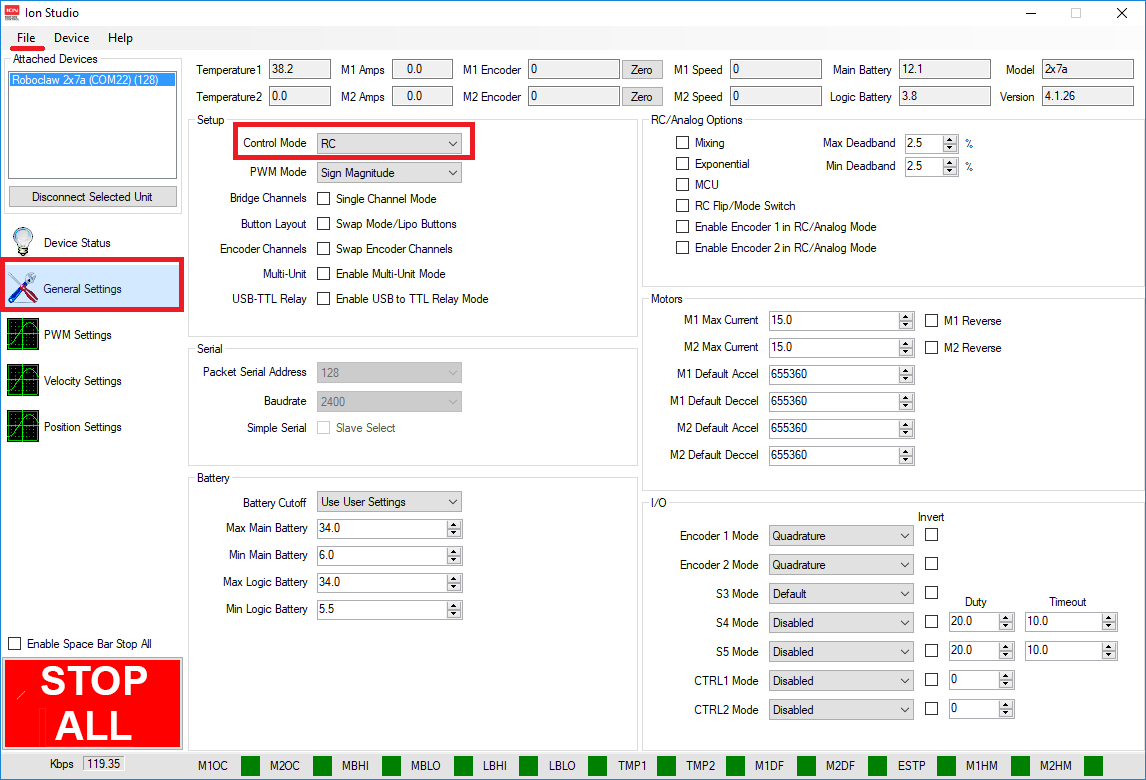 Ion Studio
File Device Help
Attached Devices
Roboclaw 2x7a (COM22) (128)
Disconnect Selected Unit
Device Status
General Settings
PWM Settings
Velocity Settings
Position Settings
Enable Space Bar Stop All
STOP
ALL
Temperature1 38.2 M1 Amps 0.0 M1 Encoder 0 Zero M1 Speed 0 Main Battery 12.1 Model 2x7a
Temperature2 0.0 M2 Amps 0.0 M2 Encoder 0 Zero M2 Speed 0 Logic Battery 3.8 Version 4.1.26
Setup
Control Mode RC
PWM Mode Sign Magnitude
Bridge Channels Single Channel Mode
Button Layout Swap Mode/Lipo Buttons
Encoder Channels Swap Encoder Channels
Multi-Unit Enable Multi-Unit Mode
USB-TTL Relay Enable USB to TTL Relay Mode
Serial
Packet Serial Address 128
Baudrate 2400
Simple Serial Slave Select
Battery
Battery Cutoff Use User Settings
Max Main Battery 34.0
Min Main Battery 6.0
Max Logic Battery 34.0
Min Logic Battery 5.5
RC/Analog Options
Mixing Max Deadband 2.5 %
Exponential Min Deadband 2.5 %
MCU
RC Flip/Mode Switch
Enable Encoder 1 in RC/Analog Mode
Enable Encoder 2 in RC/Analog Mode
Motors
M1 Max Current 15.0 M1 Reverse
M2 Max Current 15.0 M2 Reverse
M1 Default Accel 655360
M1 Default Deccel 655360
M2 Default Accel 655360
M2 Default Deccel 655360
I/O
Invert
Encoder 1 Mode Quadrature
Encoder 2 Mode Quadrature
S3 Mode Default
Duty Timeout
S4 Mode Disabled 20.0 10.0
S5 Mode Disabled 20.0 10.0
CTRL1 Mode Disabled 0
CTRL2 Mode Disabled 0
Kbps 119.35 M1OC M2OC MBHI MBLO LBHI LBLO TMP1 TMP2 M1DF M2DF ESTP M1HM M2HM